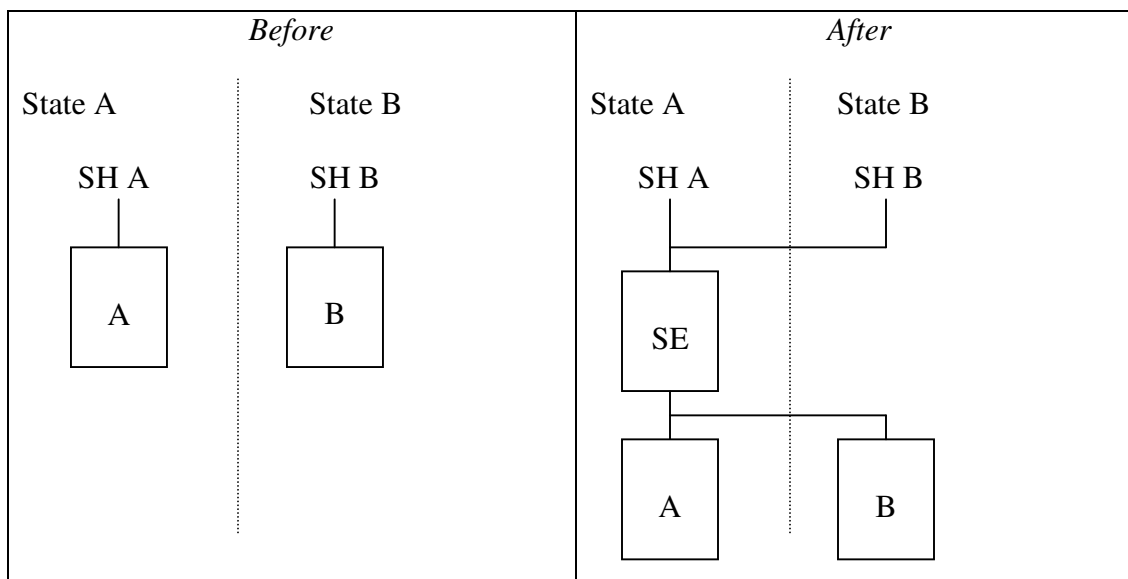 Before
State A State B
SH A SH B
A B
After
State A State B
SH A SH B
SE
A B